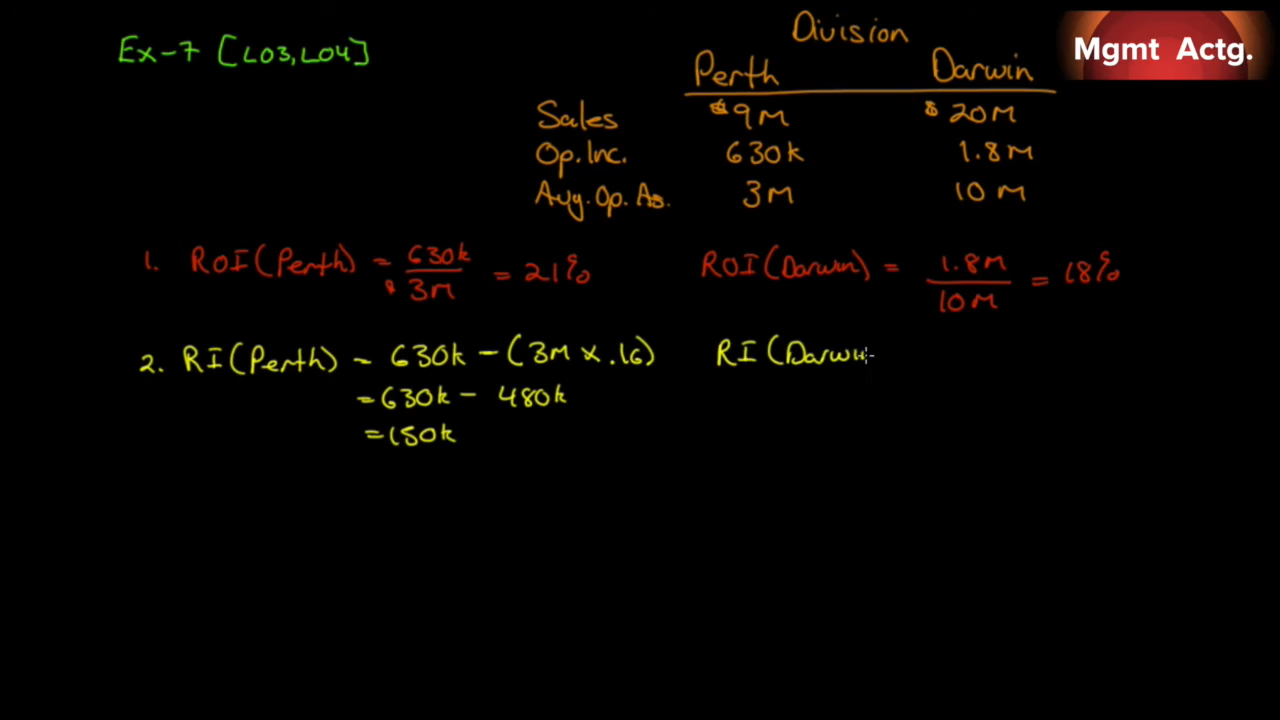 Ex-7 [LO3, LO4]
Division
Mgmt Actg.
Perth Darwin
Sales $9M $20M
Op. Inc. 630k 1.8M
Avg. Op. As. 3M 10M
1. ROI (Perth) = 630k / $3M = 21% ROI (Darwin) = 1.8M / 10M = 18%
2. RI (Perth) = 630k - (3M x .16) RI (Darwin
= 630k - 480k
= 150k